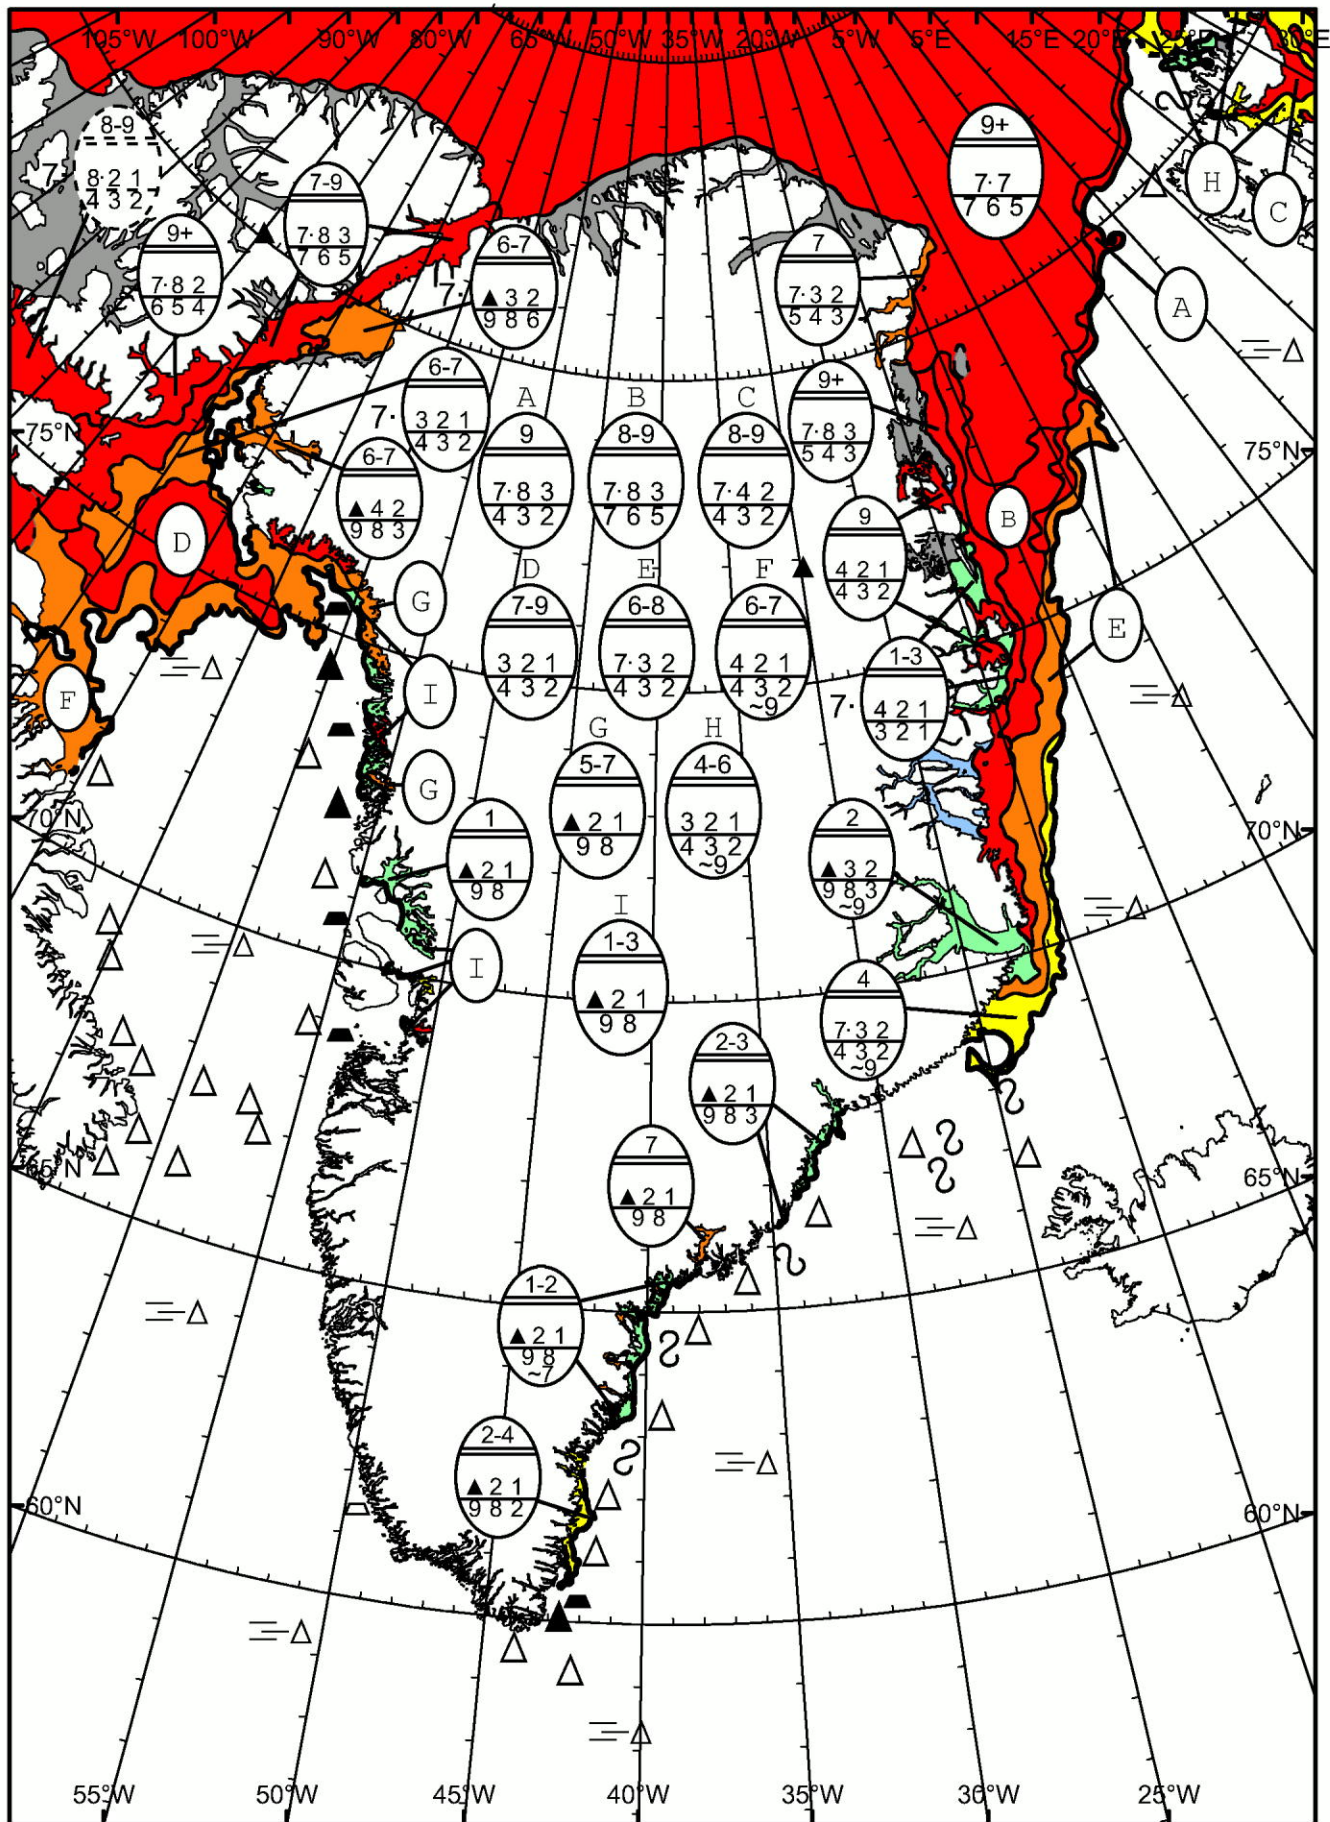 105°W 100°W 90°W 80°W 65°W 50°W 35°W 20°W 5°W 5°E 15°E 20°E 25°E 30°E
8-9
8·2 1
4 3 2
7·
9+
7·8 2
6 5 4
7-9
7·8 3
7 6 5
6-7
▲3 2
9 8 6
7·
7
7·3 2
5 4 3
9+
7·7
7 6 5
H
C
A
75°N
75°N
6-7
3 2 1
4 3 2
7·
6-7
▲4 2
9 8 3
A
9
7·8 3
4 3 2
B
8-9
7·8 3
7 6 5
C
8-9
7·4 2
4 3 2
9+
7·8 3
5 4 3
9
4 2 1
4 3 2
B
D
G
D
7-9
3 2 1
4 3 2
E
6-8
7·3 2
4 3 2
F
6-7
4 2 1
4 3 2
~9
1-3
4 2 1
3 2 1
7·
E
F
I
G
G
5-7
▲2 1
9 8
H
4-6
3 2 1
4 3 2
~9
70°N
70°N
1
▲2 1
9 8
2
▲3 2
9 8 3
~9
I
I
1-3
▲2 1
9 8
4
7·3 2
4 3 2
~9
2-3
▲2 1
9 8 3
65°N
65°N
7
▲2 1
9 8
1-2
▲2 1
9 8
~7
2-4
▲2 1
9 8 2
60°N
60°N
55°W 50°W 45°W 40°W 35°W 30°W 25°W